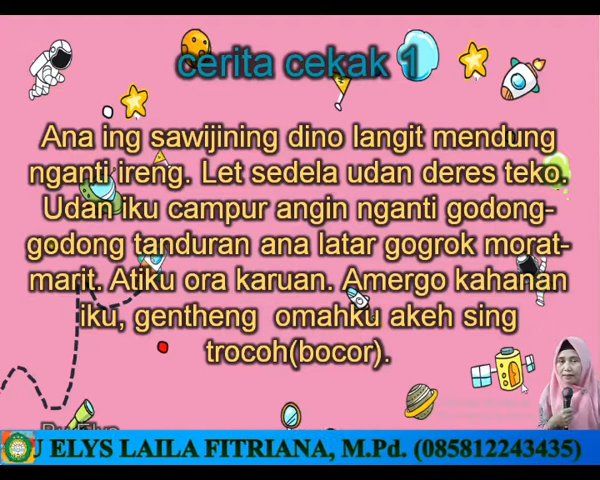 cerita cekak 1
Ana ing sawijining dino langit mendung
nganti ireng. Let sedela udan deres teko.
Udan iku campur angin nganti godong-
godong tanduran ana latar gogrok morat-
marit. Atiku ora karuan. Amergo kahanan
iku, gentheng omahku akeh sing
trocoh(bocor).
U ELYS LAILA FITRIANA, M.Pd. (085812243435)